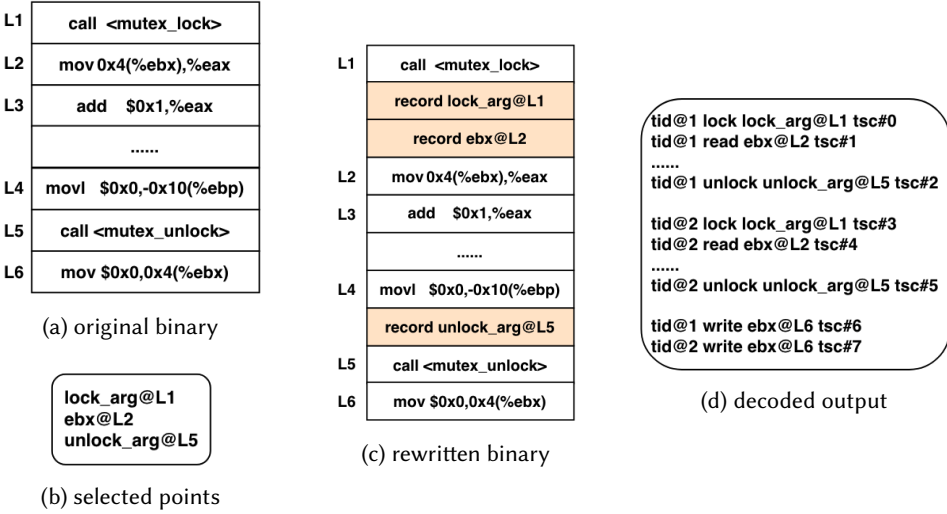 L1 call <mutex_lock>
L2 mov 0x4(%ebx),%eax
L3 add $0x1,%eax
......
L4 movl $0x0,-0x10(%ebp)
L5 call <mutex_unlock>
L6 mov $0x0,0x4(%ebx)
(a) original binary
lock_arg@L1
ebx@L2
unlock_arg@L5
(b) selected points
L1 call <mutex_lock>
record lock_arg@L1
record ebx@L2
L2 mov 0x4(%ebx),%eax
L3 add $0x1,%eax
......
L4 movl $0x0,-0x10(%ebp)
record unlock_arg@L5
L5 call <mutex_unlock>
L6 mov $0x0,0x4(%ebx)
(c) rewritten binary
tid@1 lock lock_arg@L1 tsc#0
tid@1 read ebx@L2 tsc#1
......
tid@1 unlock unlock_arg@L5 tsc#2
tid@2 lock lock_arg@L1 tsc#3
tid@2 read ebx@L2 tsc#4
......
tid@2 unlock unlock_arg@L5 tsc#5
tid@1 write ebx@L6 tsc#6
tid@2 write ebx@L6 tsc#7
(d) decoded output